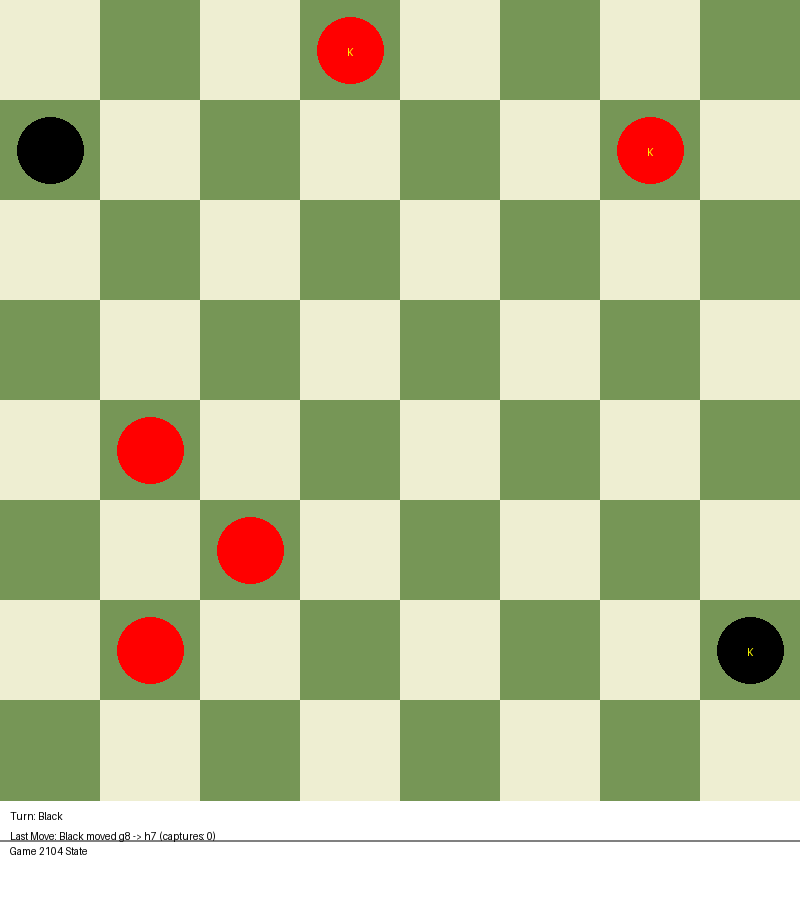 K
K
K
Turn: Black
Last Move: Black moved g8 -> h7 (captures: 0)
Game 2104 State